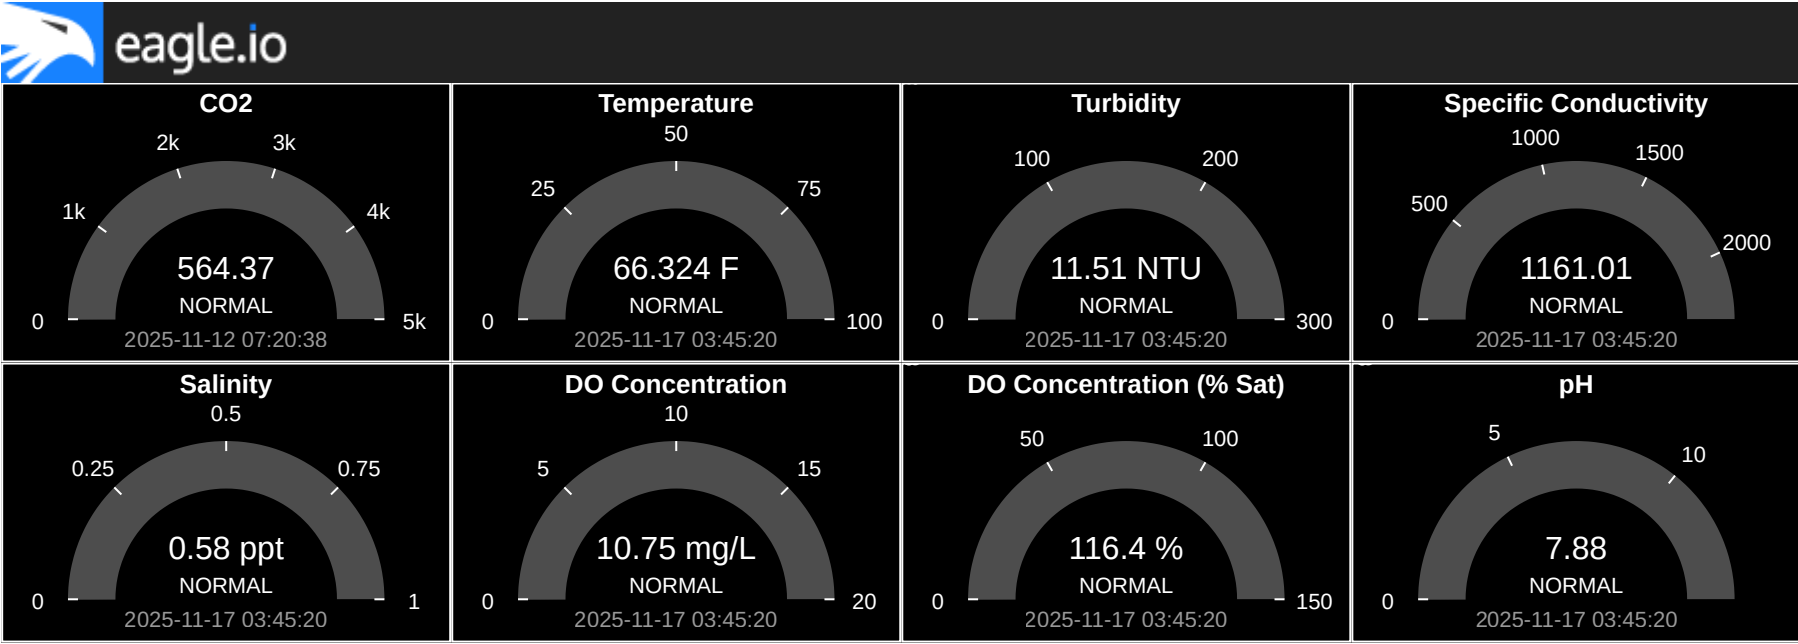 eagle.io
CO2
2k
3k
1k
4k
564.37
NORMAL
0
5k
2025-11-12 07:20:38
Temperature
50
25
75
66.324 F
NORMAL
0
100
2025-11-17 03:45:20
Turbidity
100
200
11.51 NTU
NORMAL
0
300
2025-11-17 03:45:20
Specific Conductivity
1000
1500
500
2000
1161.01
NORMAL
0
2025-11-17 03:45:20
Salinity
0.5
0.25
0.75
0.58 ppt
NORMAL
0
1
2025-11-17 03:45:20
DO Concentration
10
5
15
10.75 mg/L
NORMAL
0
20
2025-11-17 03:45:20
DO Concentration (% Sat)
50
100
116.4 %
NORMAL
0
150
2025-11-17 03:45:20
pH
5
10
7.88
NORMAL
0
2025-11-17 03:45:20